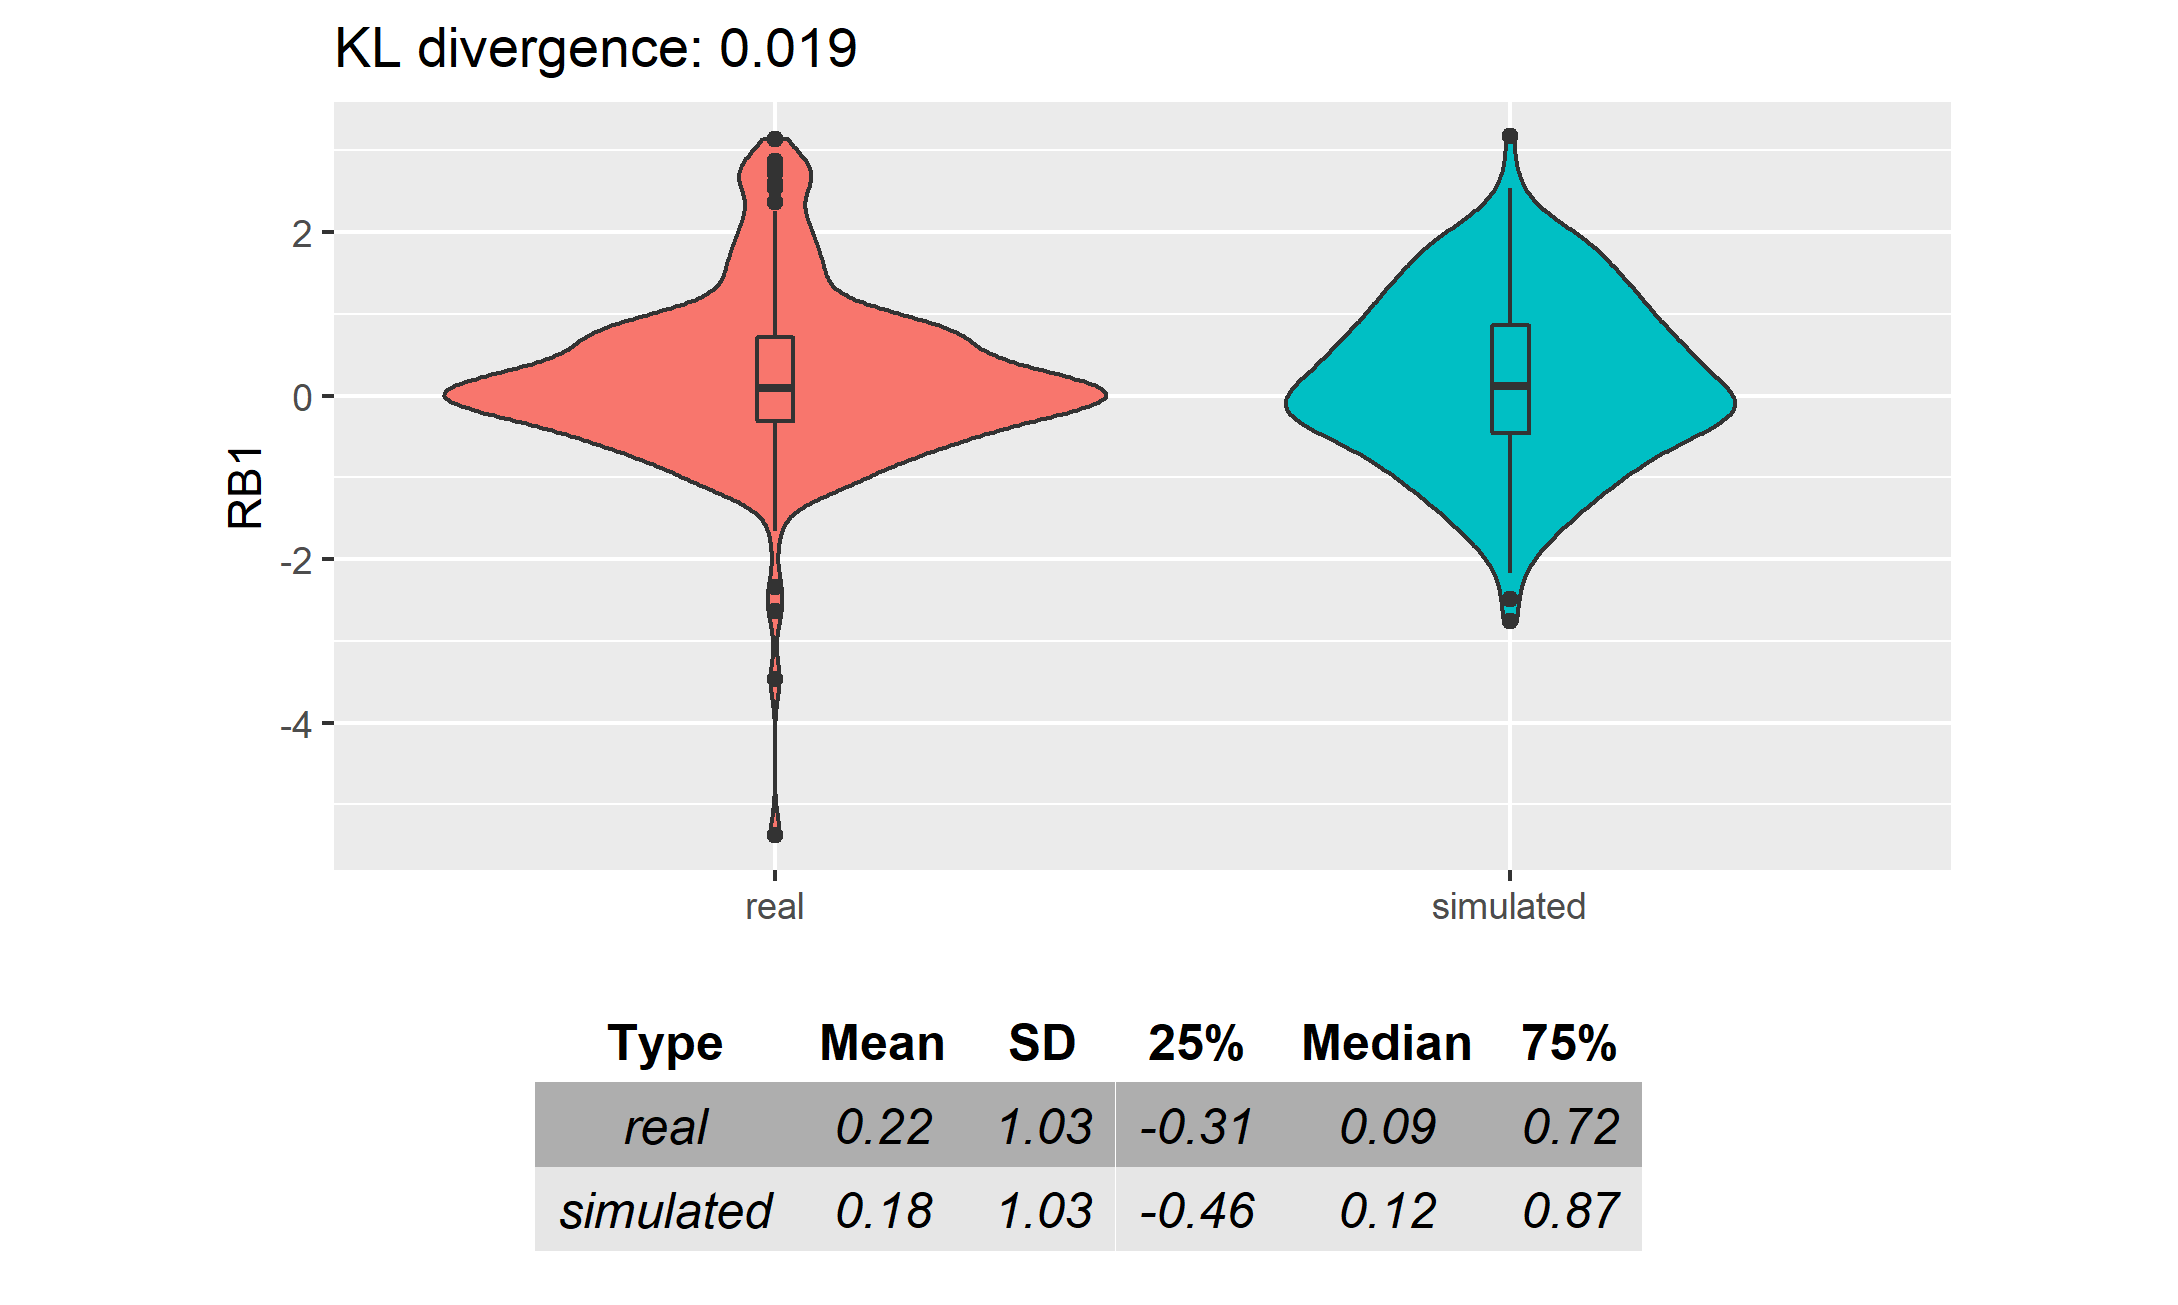 KL divergence: 0.019
RB1
2
0
-2
-4
real simulated
Type Mean SD 25% Median 75%
real 0.22 1.03 -0.31 0.09 0.72
simulated 0.18 1.03 -0.46 0.12 0.87